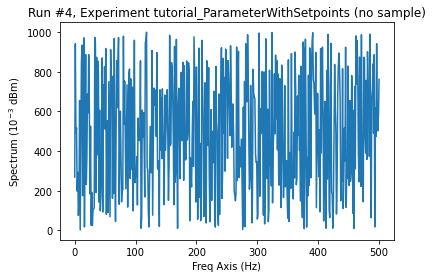 Run #4, Experiment tutorial_ParameterWithSetpoints (no sample)
1000
800
600
400
200
0
Spectrum (10⁻³ dBm)
0 100 200 300 400 500
Freq Axis (Hz)